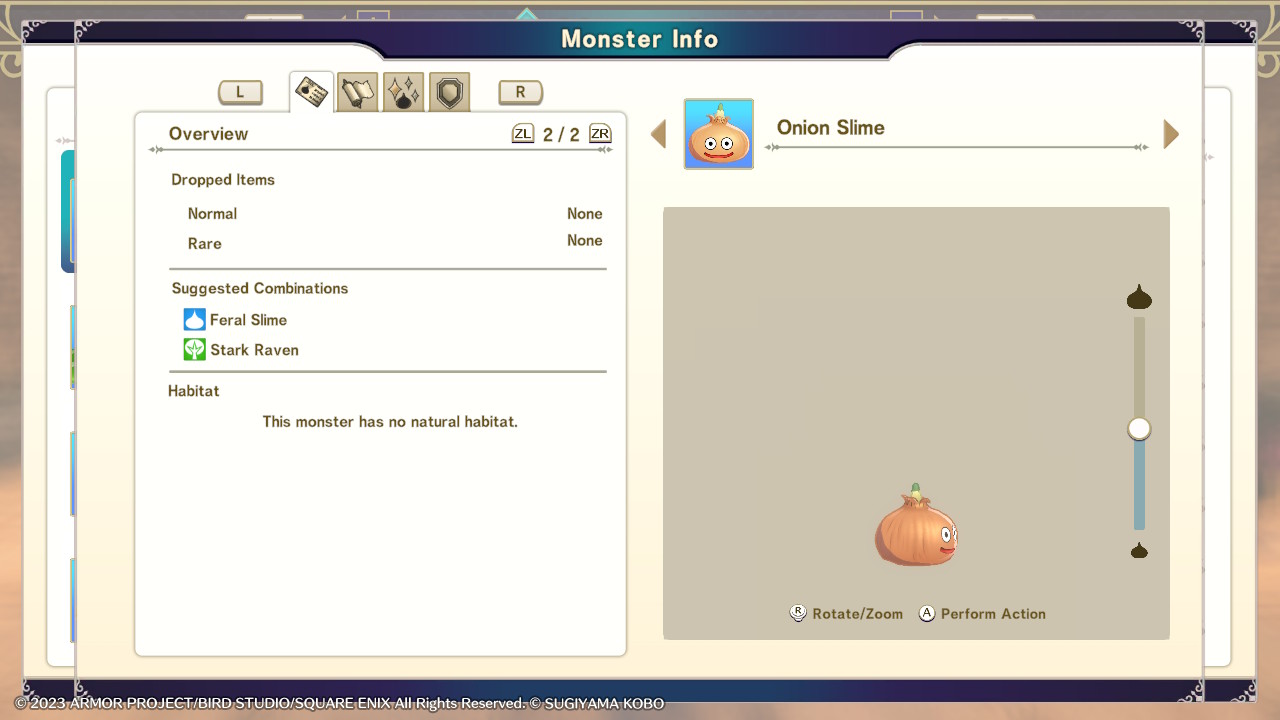 Monster Info
L
R
Overview
ZL 2 / 2 ZR
Dropped Items
Normal None
Rare None
Suggested Combinations
Feral Slime
Stark Raven
Habitat
This monster has no natural habitat.
Onion Slime
R Rotate/Zoom A Perform Action
© 2023 ARMOR PROJECT/BIRD STUDIO/SQUARE ENIX All Rights Reserved. © SUGIYAMA KOBO